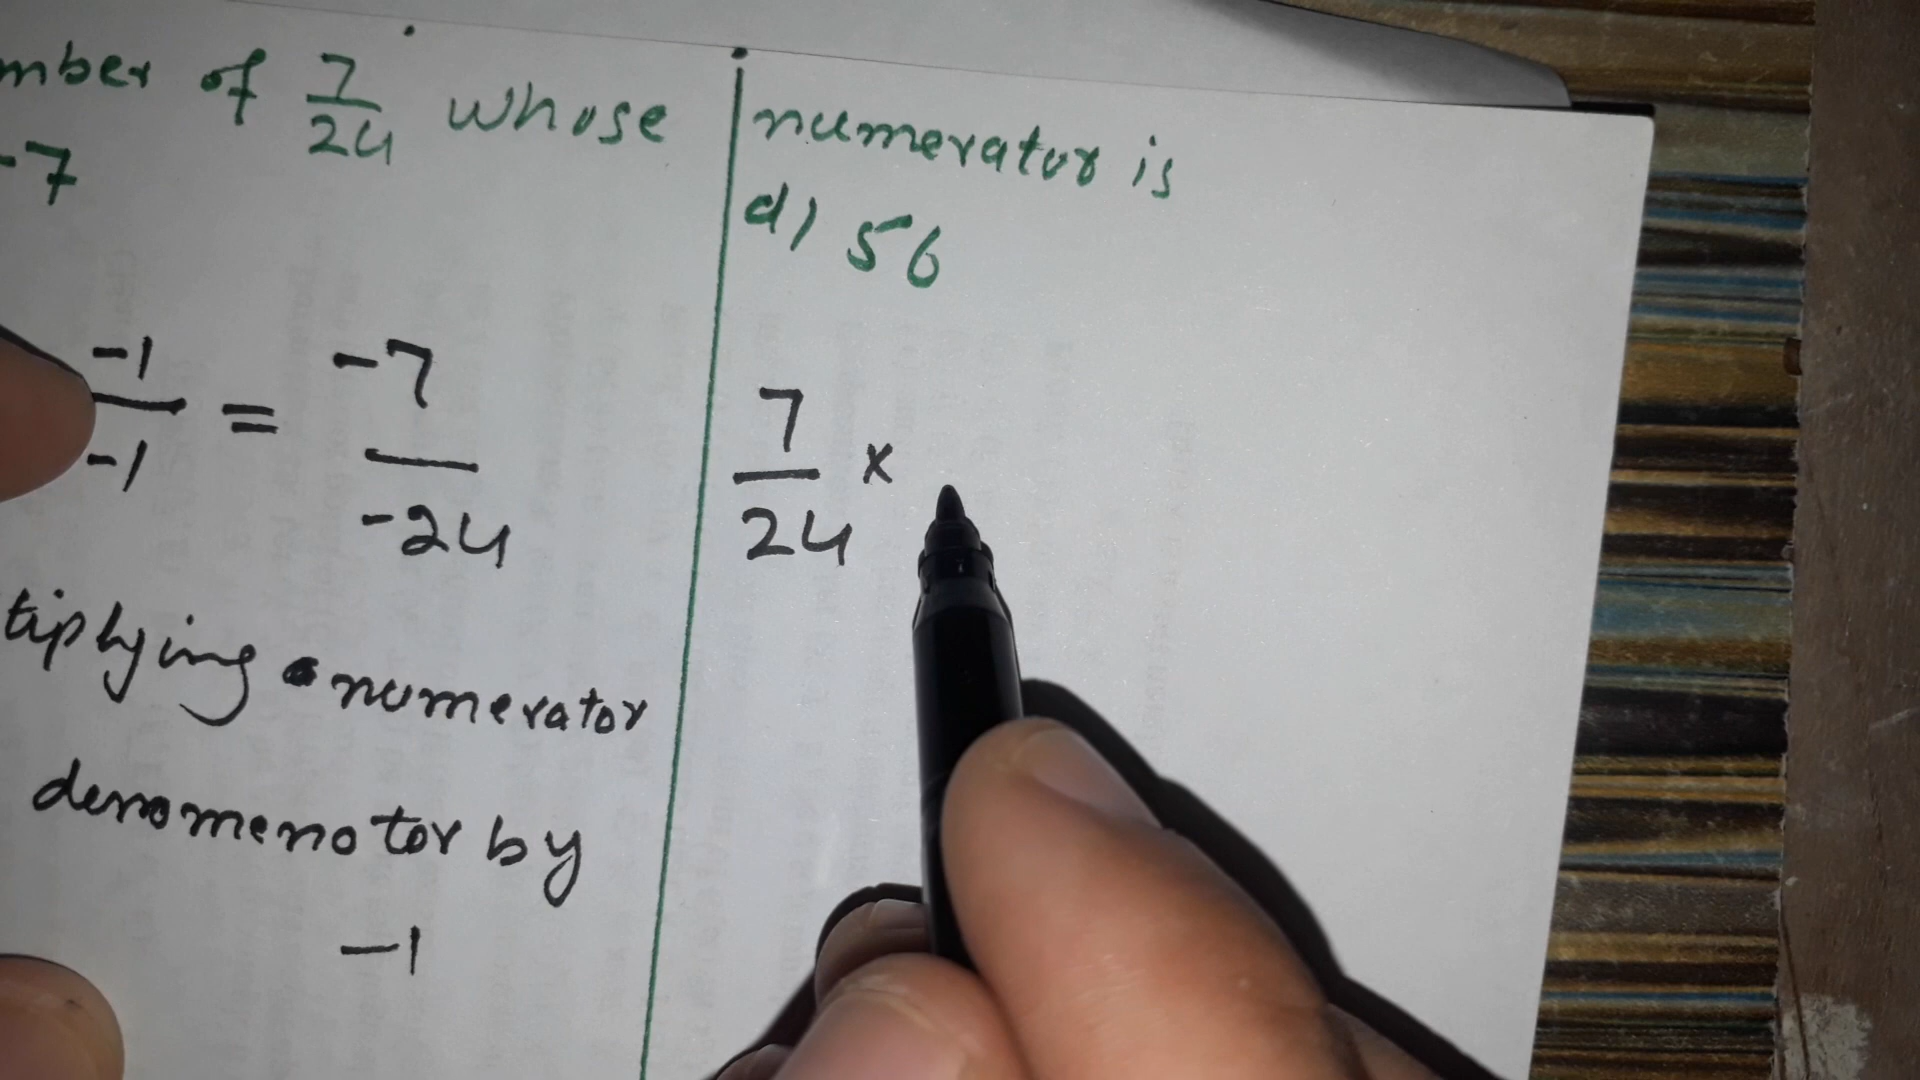 mber of 7/24 whose numerator is
-7
d) 56
-1/-1 = -7/-24
7/24 ×
tiplying numerator
denomenotor by
-1